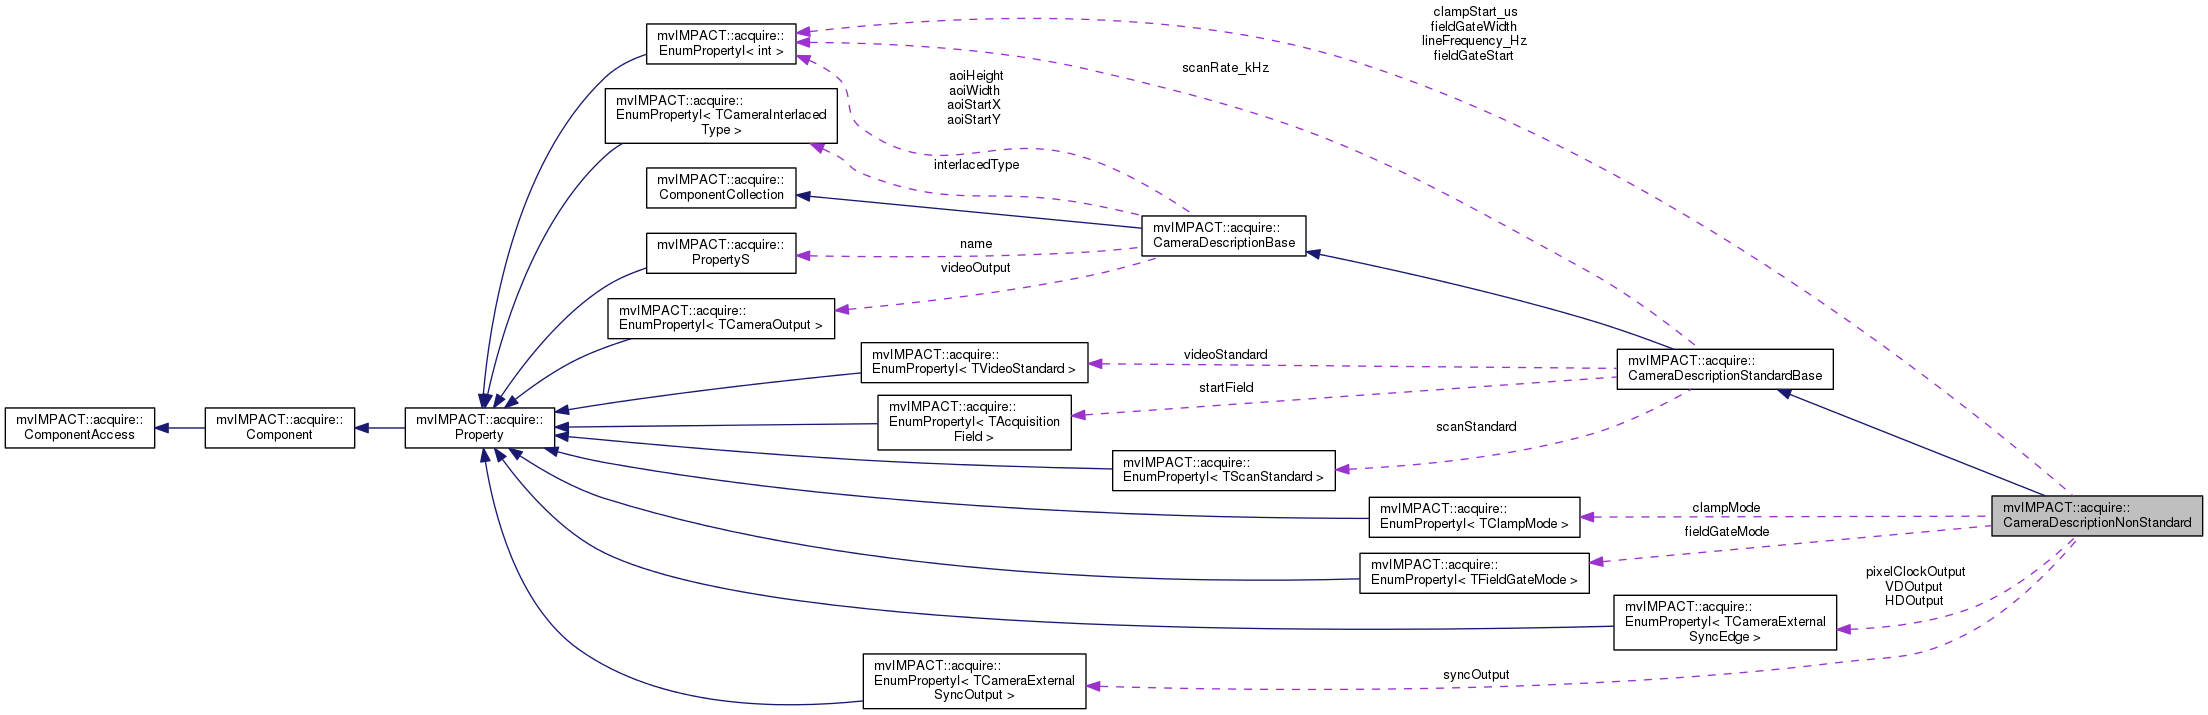 clampStart_us
fieldGateWidth
lineFrequency_Hz
fieldGateStart
mvIMPACT::acquire::
EnumPropertyI< int >
scanRate_kHz
aoiHeight
aoiWidth
aoiStartX
aoiStartY
mvIMPACT::acquire::
EnumPropertyI< TCameraInterlaced
Type >
interlacedType
mvIMPACT::acquire::
ComponentCollection
mvIMPACT::acquire::
CameraDescriptionBase
mvIMPACT::acquire::
PropertyS
name
videoOutput
mvIMPACT::acquire::
EnumPropertyI< TCameraOutput >
mvIMPACT::acquire::
EnumPropertyI< TVideoStandard >
videoStandard
mvIMPACT::acquire::
CameraDescriptionStandardBase
startField
mvIMPACT::acquire::
EnumPropertyI< TAcquisition
Field >
mvIMPACT::acquire::
ComponentAccess
mvIMPACT::acquire::
Component
mvIMPACT::acquire::
Property
scanStandard
mvIMPACT::acquire::
EnumPropertyI< TScanStandard >
mvIMPACT::acquire::
EnumPropertyI< TClampMode >
clampMode
mvIMPACT::acquire::
CameraDescriptionNonStandard
fieldGateMode
mvIMPACT::acquire::
EnumPropertyI< TFieldGateMode >
pixelClockOutput
VDOutput
HDOutput
mvIMPACT::acquire::
EnumPropertyI< TCameraExternal
SyncEdge >
mvIMPACT::acquire::
EnumPropertyI< TCameraExternal
SyncOutput >
syncOutput